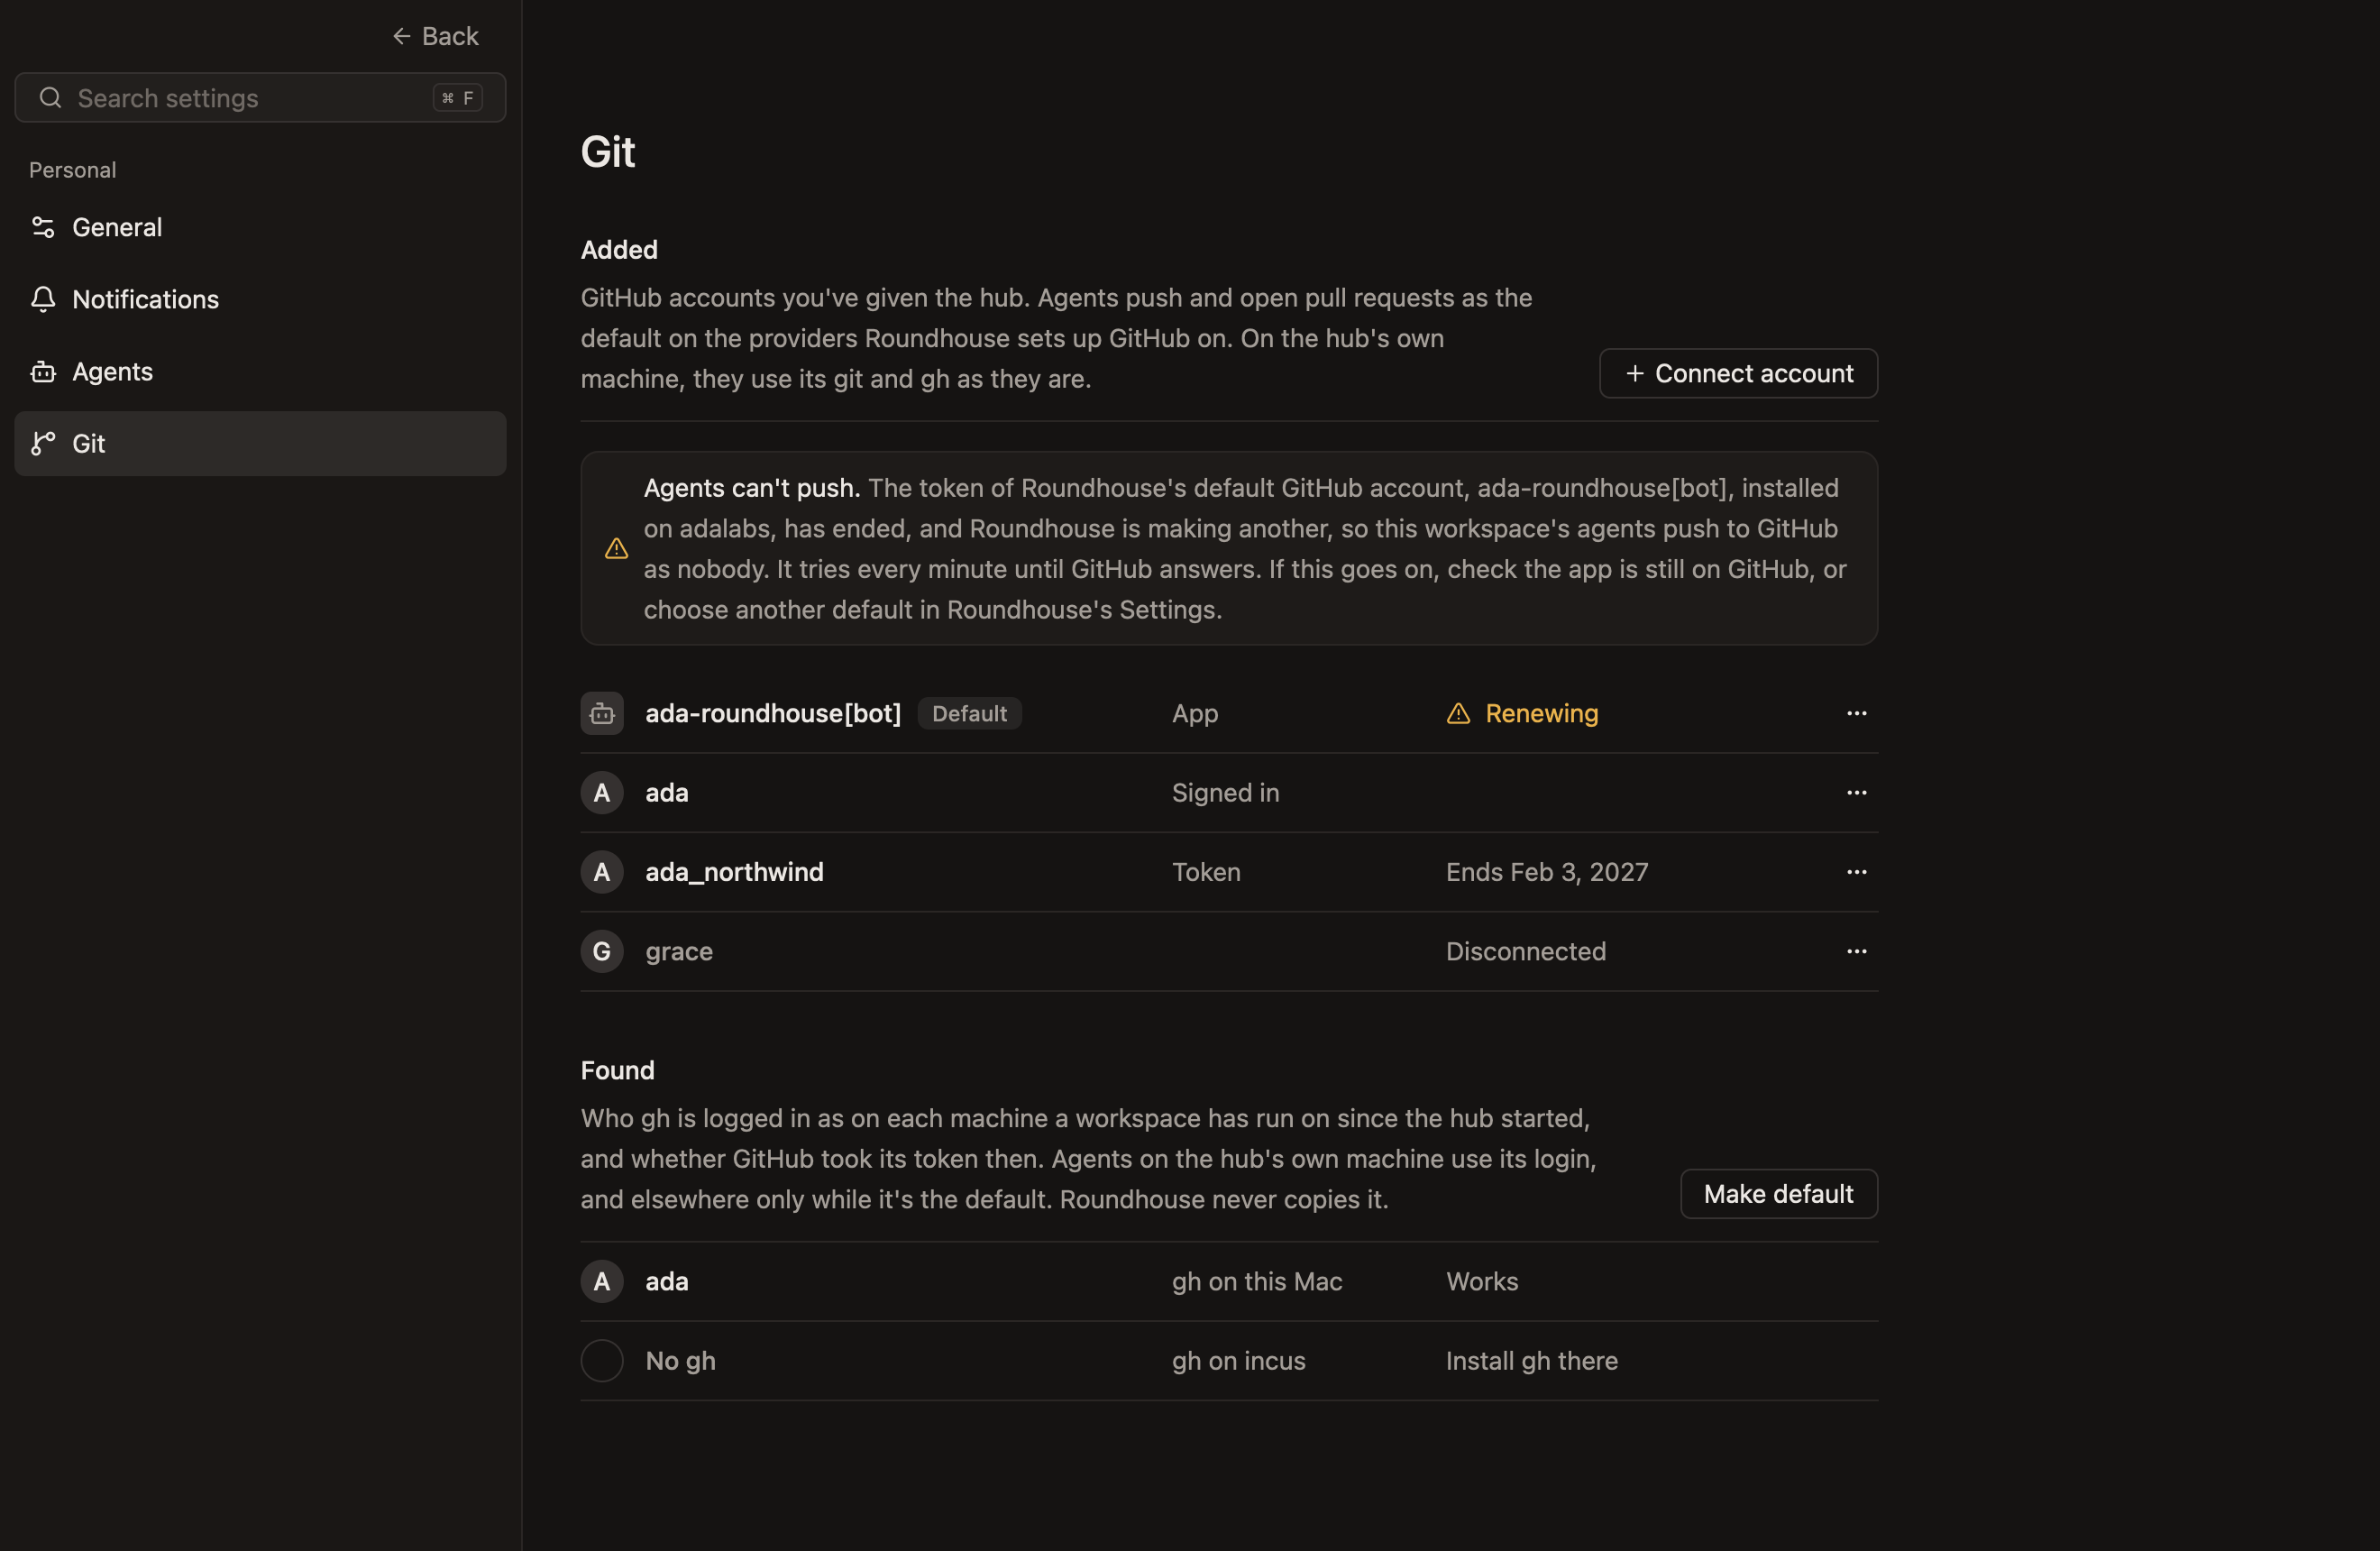 Back
Search settings
⌘ F
Personal
General
Notifications
Agents
Git
Git
Added
GitHub accounts you've given the hub. Agents push and open pull requests as the
default on the providers Roundhouse sets up GitHub on. On the hub's own
machine, they use its git and gh as they are.
+ Connect account
Agents can't push. The token of Roundhouse's default GitHub account, ada-roundhouse[bot], installed
on adalabs, has ended, and Roundhouse is making another, so this workspace's agents push to GitHub
as nobody. It tries every minute until GitHub answers. If this goes on, check the app is still on GitHub, or
choose another default in Roundhouse's Settings.
ada-roundhouse[bot] Default App Renewing
A ada Signed in
A ada_northwind Token Ends Feb 3, 2027
G grace Disconnected
Found
Who gh is logged in as on each machine a workspace has run on since the hub started,
and whether GitHub took its token then. Agents on the hub's own machine use its login,
and elsewhere only while it's the default. Roundhouse never copies it.
Make default
A ada gh on this Mac Works
No gh gh on incus Install gh there